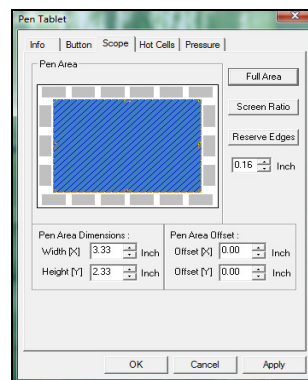 Pen Tablet
Info Button Scope Hot Cells Pressure
Pen Area
Full Area
Screen Ratio
Reserve Edges
0.16 Inch
Pen Area Dimensions : Pen Area Offset :
Width [X] 3.33 Inch Offset [X] 0.00 Inch
Height [Y] 2.33 Inch Offset [Y] 0.00 Inch
OK Cancel Apply